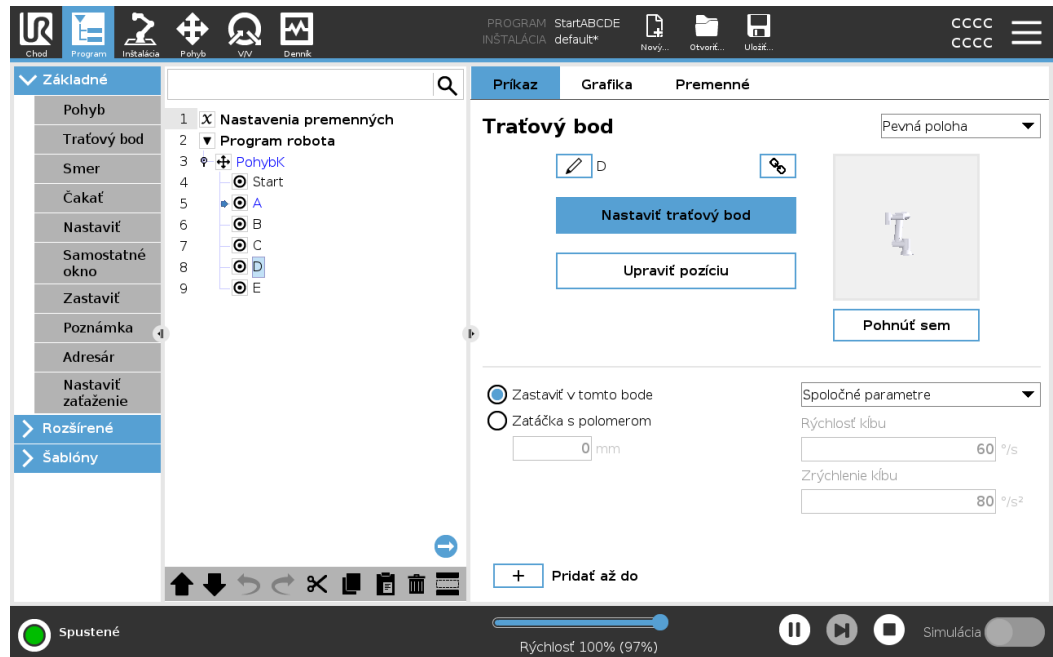 UR
Chod
Program
Inštalácia
Pohyb
V/V
Denník
PROGRAM StartABCDE
INŠTALÁCIA default*
Nový...
Otvoriť...
Uložiť...
CCCC
CCCC
Základné
Pohyb
Traťový bod
Smer
Čakať
Nastaviť
Samostatné
okno
Zastaviť
Poznámka
Adresár
Nastaviť
zaťaženie
Rozšírené
Šablóny
1 X Nastavenia premenných
2 Program robota
3 PohybK
4 Start
5 A
6 B
7 C
8 D
9 E
Príkaz Grafika Premenné
Traťový bod
Pevná poloha
D
Nastaviť traťový bod
Upraviť pozíciu
Pohnúť sem
Zastaviť v tomto bode
Zatáčka s polomerom
0 mm
Spoločné parametre
Rýchlosť kĺbu
60 °/s
Zrýchlenie kĺbu
80 °/s²
+ Pridať až do
Spustené
Rýchlosť 100% (97%)
Simulácia